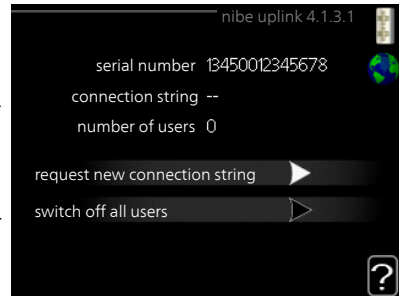 nibe uplink 4.1.3.1
serial number 13450012345678
connection string --
number of users 0
request new connection string
switch off all users
?